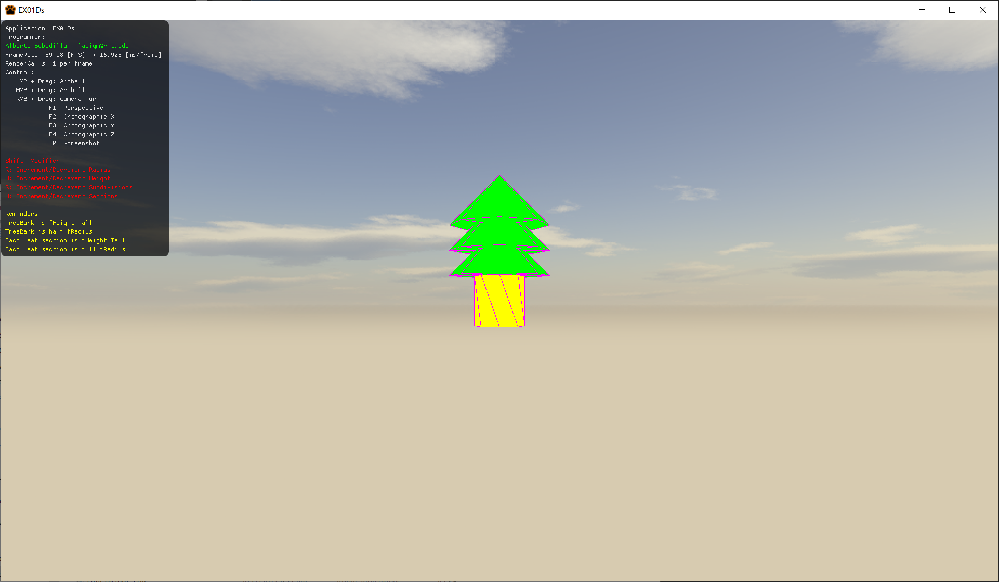 EX01Ds
Application: EX01Ds
Programmer:
Alberto Bobadilla - labigm@rit.edu
FrameRate: 59.08 [FPS] -> 16.925 [ms/frame]
RenderCalls: 1 per frame
Control:
LMB + Drag: Arcball
MMB + Drag: Arcball
RMB + Drag: Camera Turn
F1: Perspective
F2: Orthographic X
F3: Orthographic Y
F4: Orthographic Z
P: Screenshot
-------------------------------------------
Shift: Modifier
R: Increment/Decrement Radius
H: Increment/Decrement Height
S: Increment/Decrement Subdivisions
U: Increment/Decrement Sections
-------------------------------------------
Reminders:
TreeBark is fHeight Tall
TreeBark is half fRadius
Each Leaf section is fHeight Tall
Each Leaf section is full fRadius